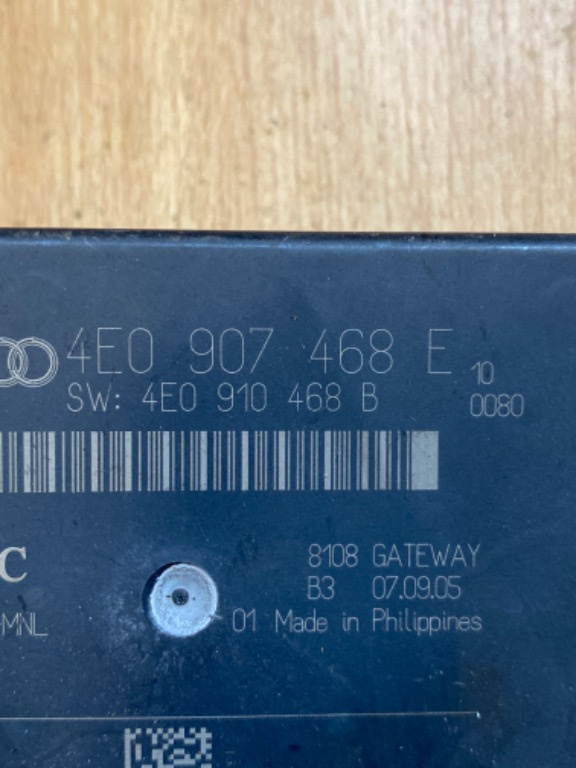 4E0 907 468 E
SW: 4E0 910 468 B
10
0080
C
8108 GATEWAY
B3 07.09.05
-MNL
01 Made in Philippines